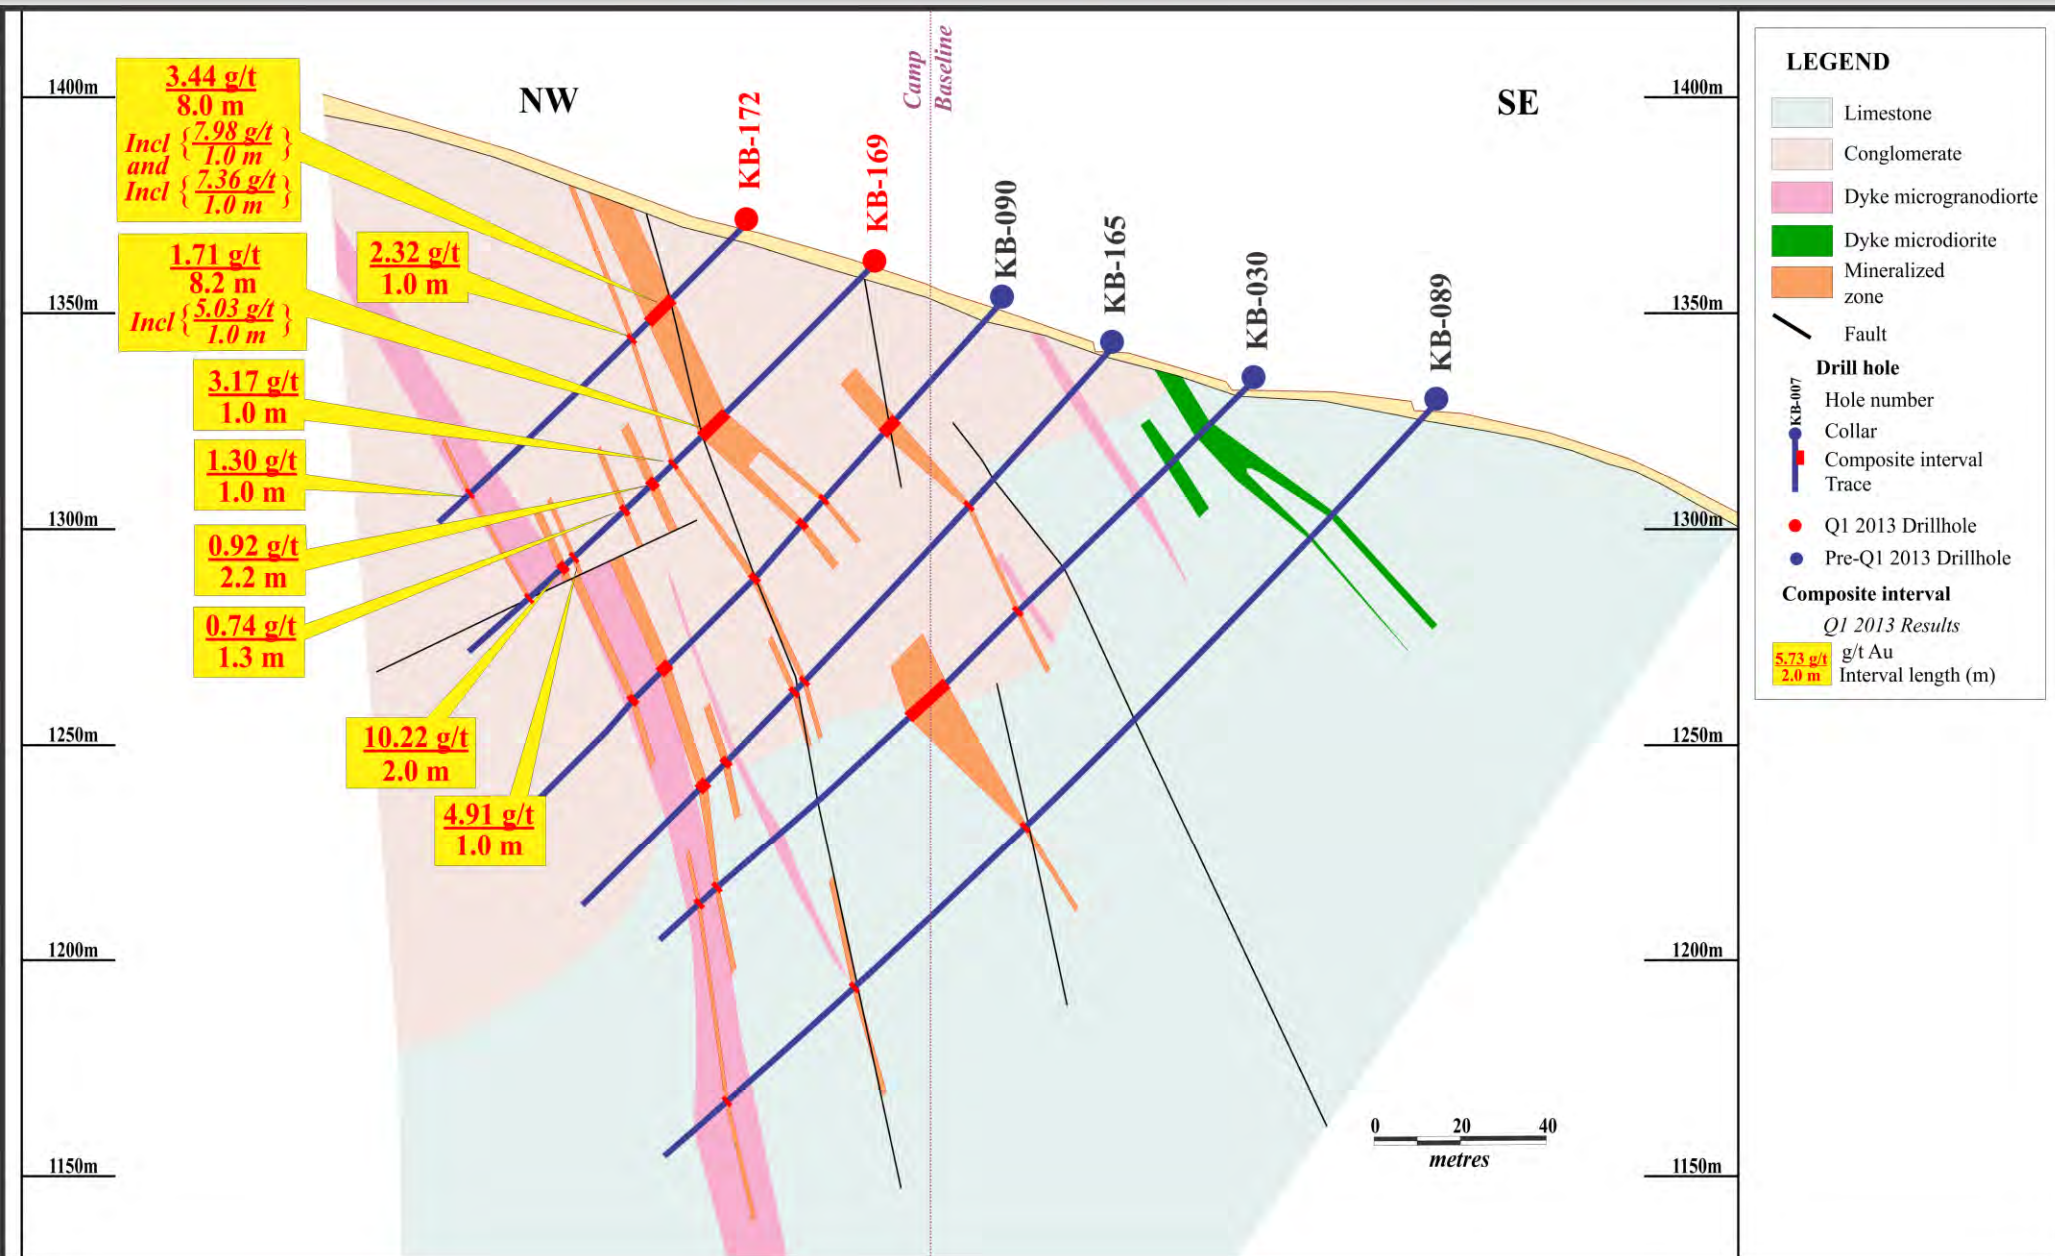 NW
SE
Camp
Baseline
1400m
1350m
1300m
1250m
1200m
1150m
1400m
1350m
1300m
1250m
1200m
1150m
KB-172
KB-169
KB-090
KB-165
KB-030
KB-089
3.44 g/t
8.0 m
Incl { 7.98 g/t }
1.0 m
and
Incl { 7.36 g/t }
1.0 m
2.32 g/t
1.0 m
1.71 g/t
8.2 m
Incl { 5.03 g/t }
1.0 m
3.17 g/t
1.0 m
1.30 g/t
1.0 m
0.92 g/t
2.2 m
0.74 g/t
1.3 m
10.22 g/t
2.0 m
4.91 g/t
1.0 m
0 20 40
metres
LEGEND
Limestone
Conglomerate
Dyke microgranodiorte
Dyke microdiorite
Mineralized
zone
Fault
Drill hole
KB-007
Hole number
Collar
Composite interval
Trace
Q1 2013 Drillhole
Pre-Q1 2013 Drillhole
Composite interval
Q1 2013 Results
5.73 g/t
2.0 m
g/t Au
Interval length (m)